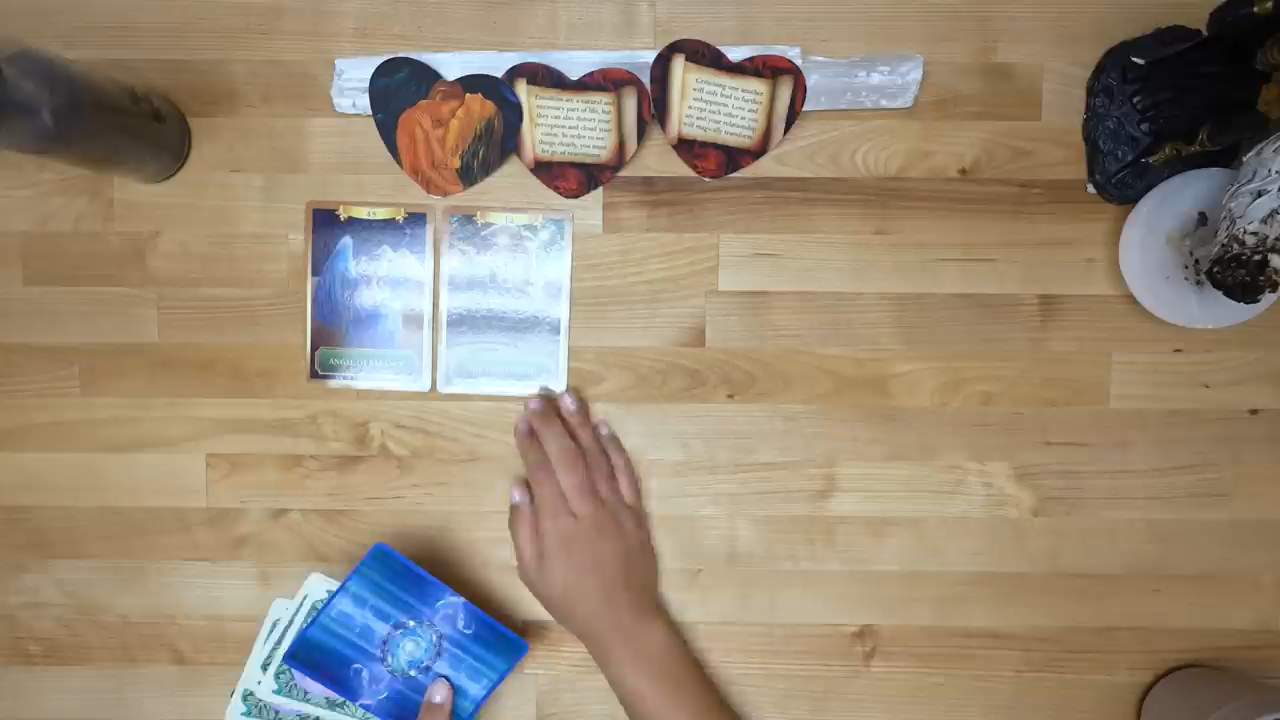 Emotions are a natural and
necessary part of life, but
they can also distort your
perception and cloud your
vision. In order to see
things clearly, you must
let go of resentment.
Criticising one another
will only lead to further
unhappiness. Love and
accept each other as you
are and your relationship
will magically transform.
ANGEL OF